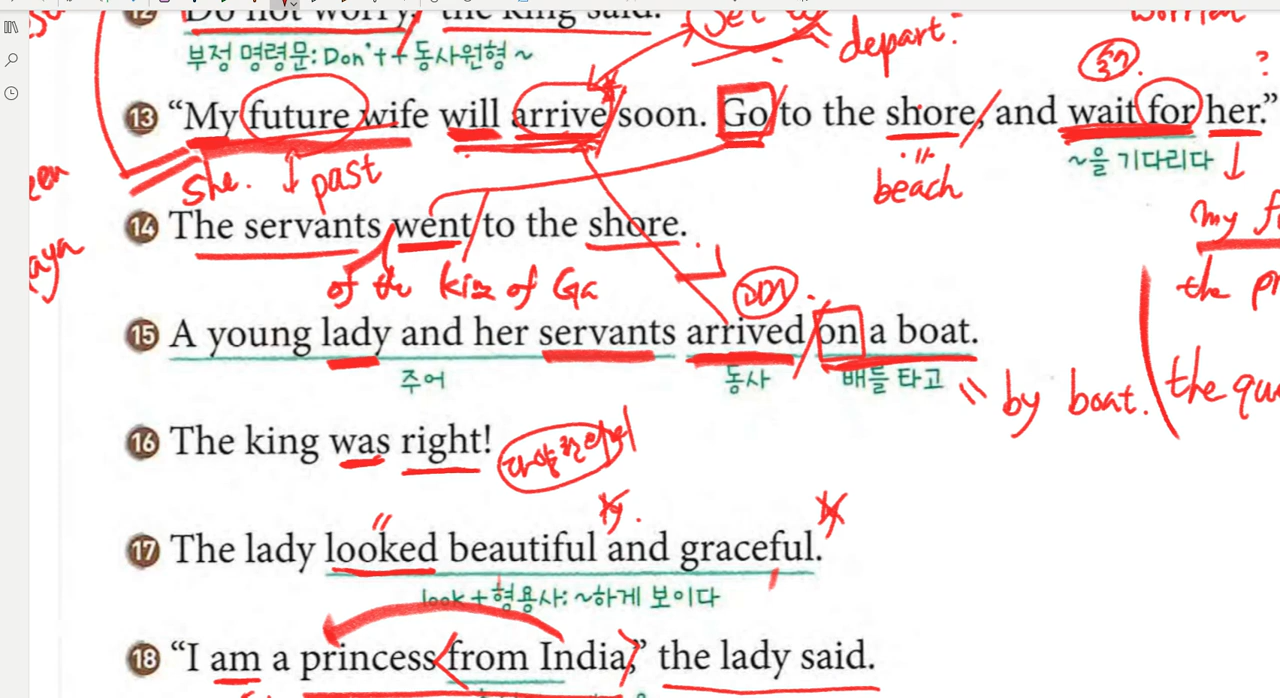 ⑫ "Do not worry," the king said.
부정 명령문: Don't + 동사원형 ~
depart.
⑬ “My future wife will arrive soon. Go to the shore, and wait for her.”
~을 기다리다
she. ↓ past
" beach
my f
⑭ The servants went to the shore.
of the king of Ga
the pr
⑮ A young lady and her servants arrived on a boat.
주어
동사
배를 타고
" by boat.
the qu
⑯ The king was right!
⑰ The lady looked beautiful and graceful.
look + 형용사: ~하게 보이다
⑱ “I am a princess from India,” the lady said.